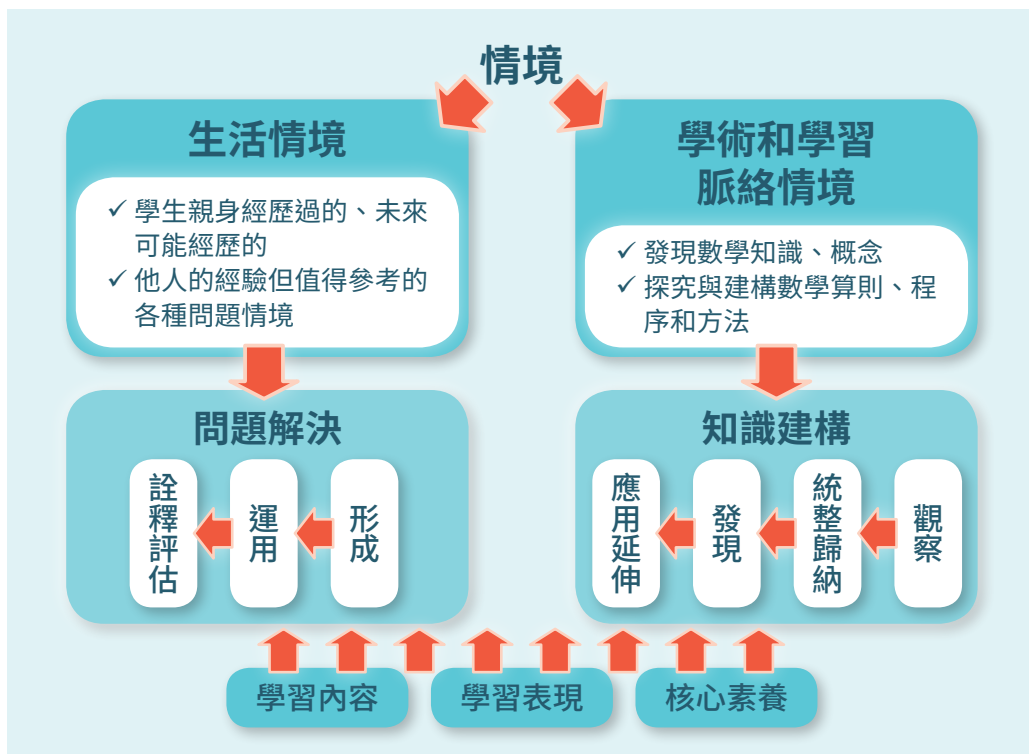 情境
生活情境
✓ 學生親身經歷過的、未來
可能經歷的
✓ 他人的經驗但值得參考的
各種問題情境
學術和學習
脈絡情境
✓ 發現數學知識、概念
✓ 探究與建構數學算則、程
序和方法
問題解決
形成
運用
詮釋評估
知識建構
觀察
統整歸納
發現
應用延伸
學習內容
學習表現
核心素養